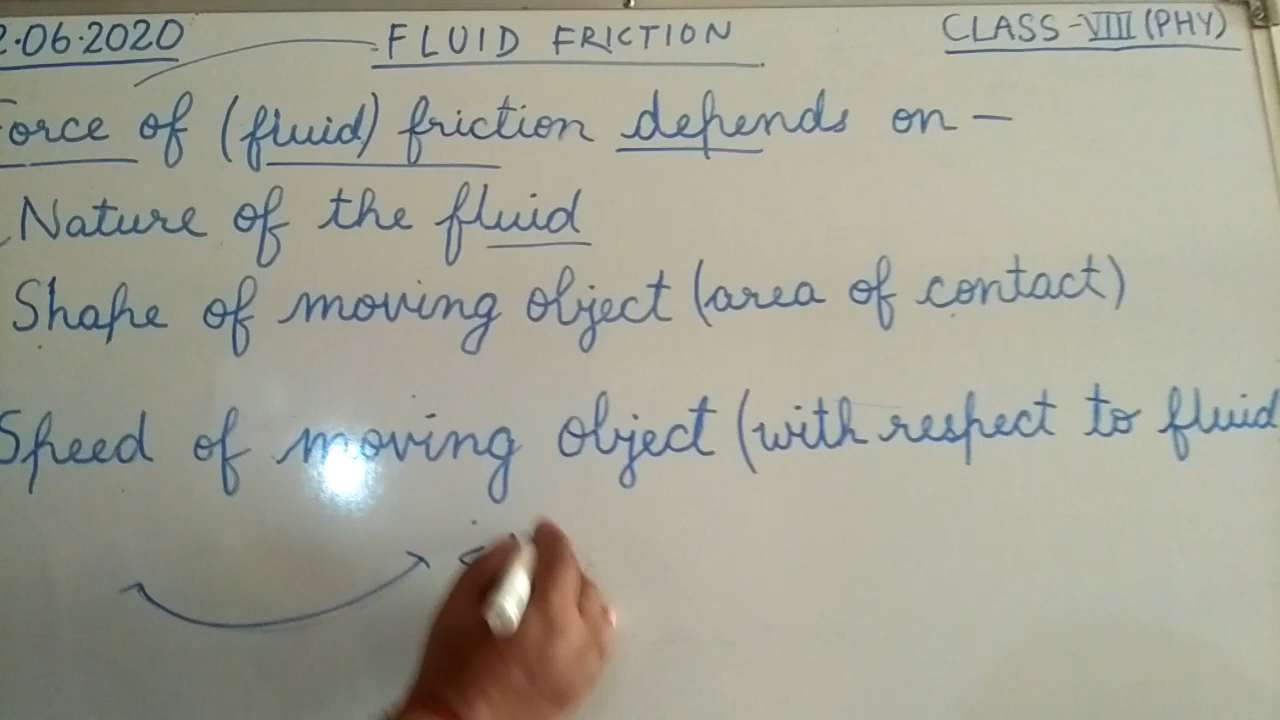 2.06.2020 FLUID FRICTION CLASS-VIII (PHY)
Force of (fluid) friction depends on —
Nature of the fluid
Shape of moving object (area of contact)
Speed of moving object (with respect to fluid